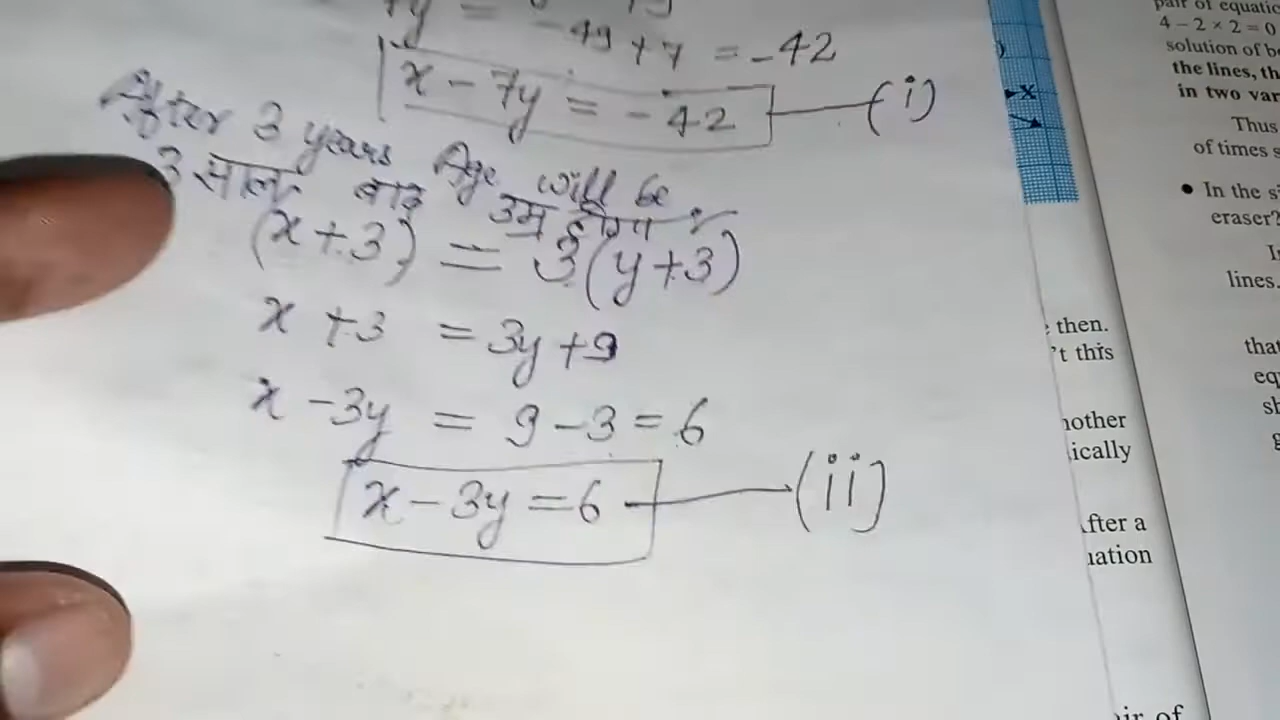 -49 + 7 = -42
x - 7y = -42 (i)
After 3 years Age will be
3 साल बाद उम्र होगा
(x+3) = 3(y+3)
x + 3 = 3y + 9
x - 3y = 9 - 3 = 6
x - 3y = 6 (ii)
pair of equatio
4 – 2 × 2 = 0
solution of b
the lines, th
in two var
Thus
of times s
• In the s
eraser?
I
lines.
that
eq
s
g
x
then.
't this
nother
ically
After a
uation
air of